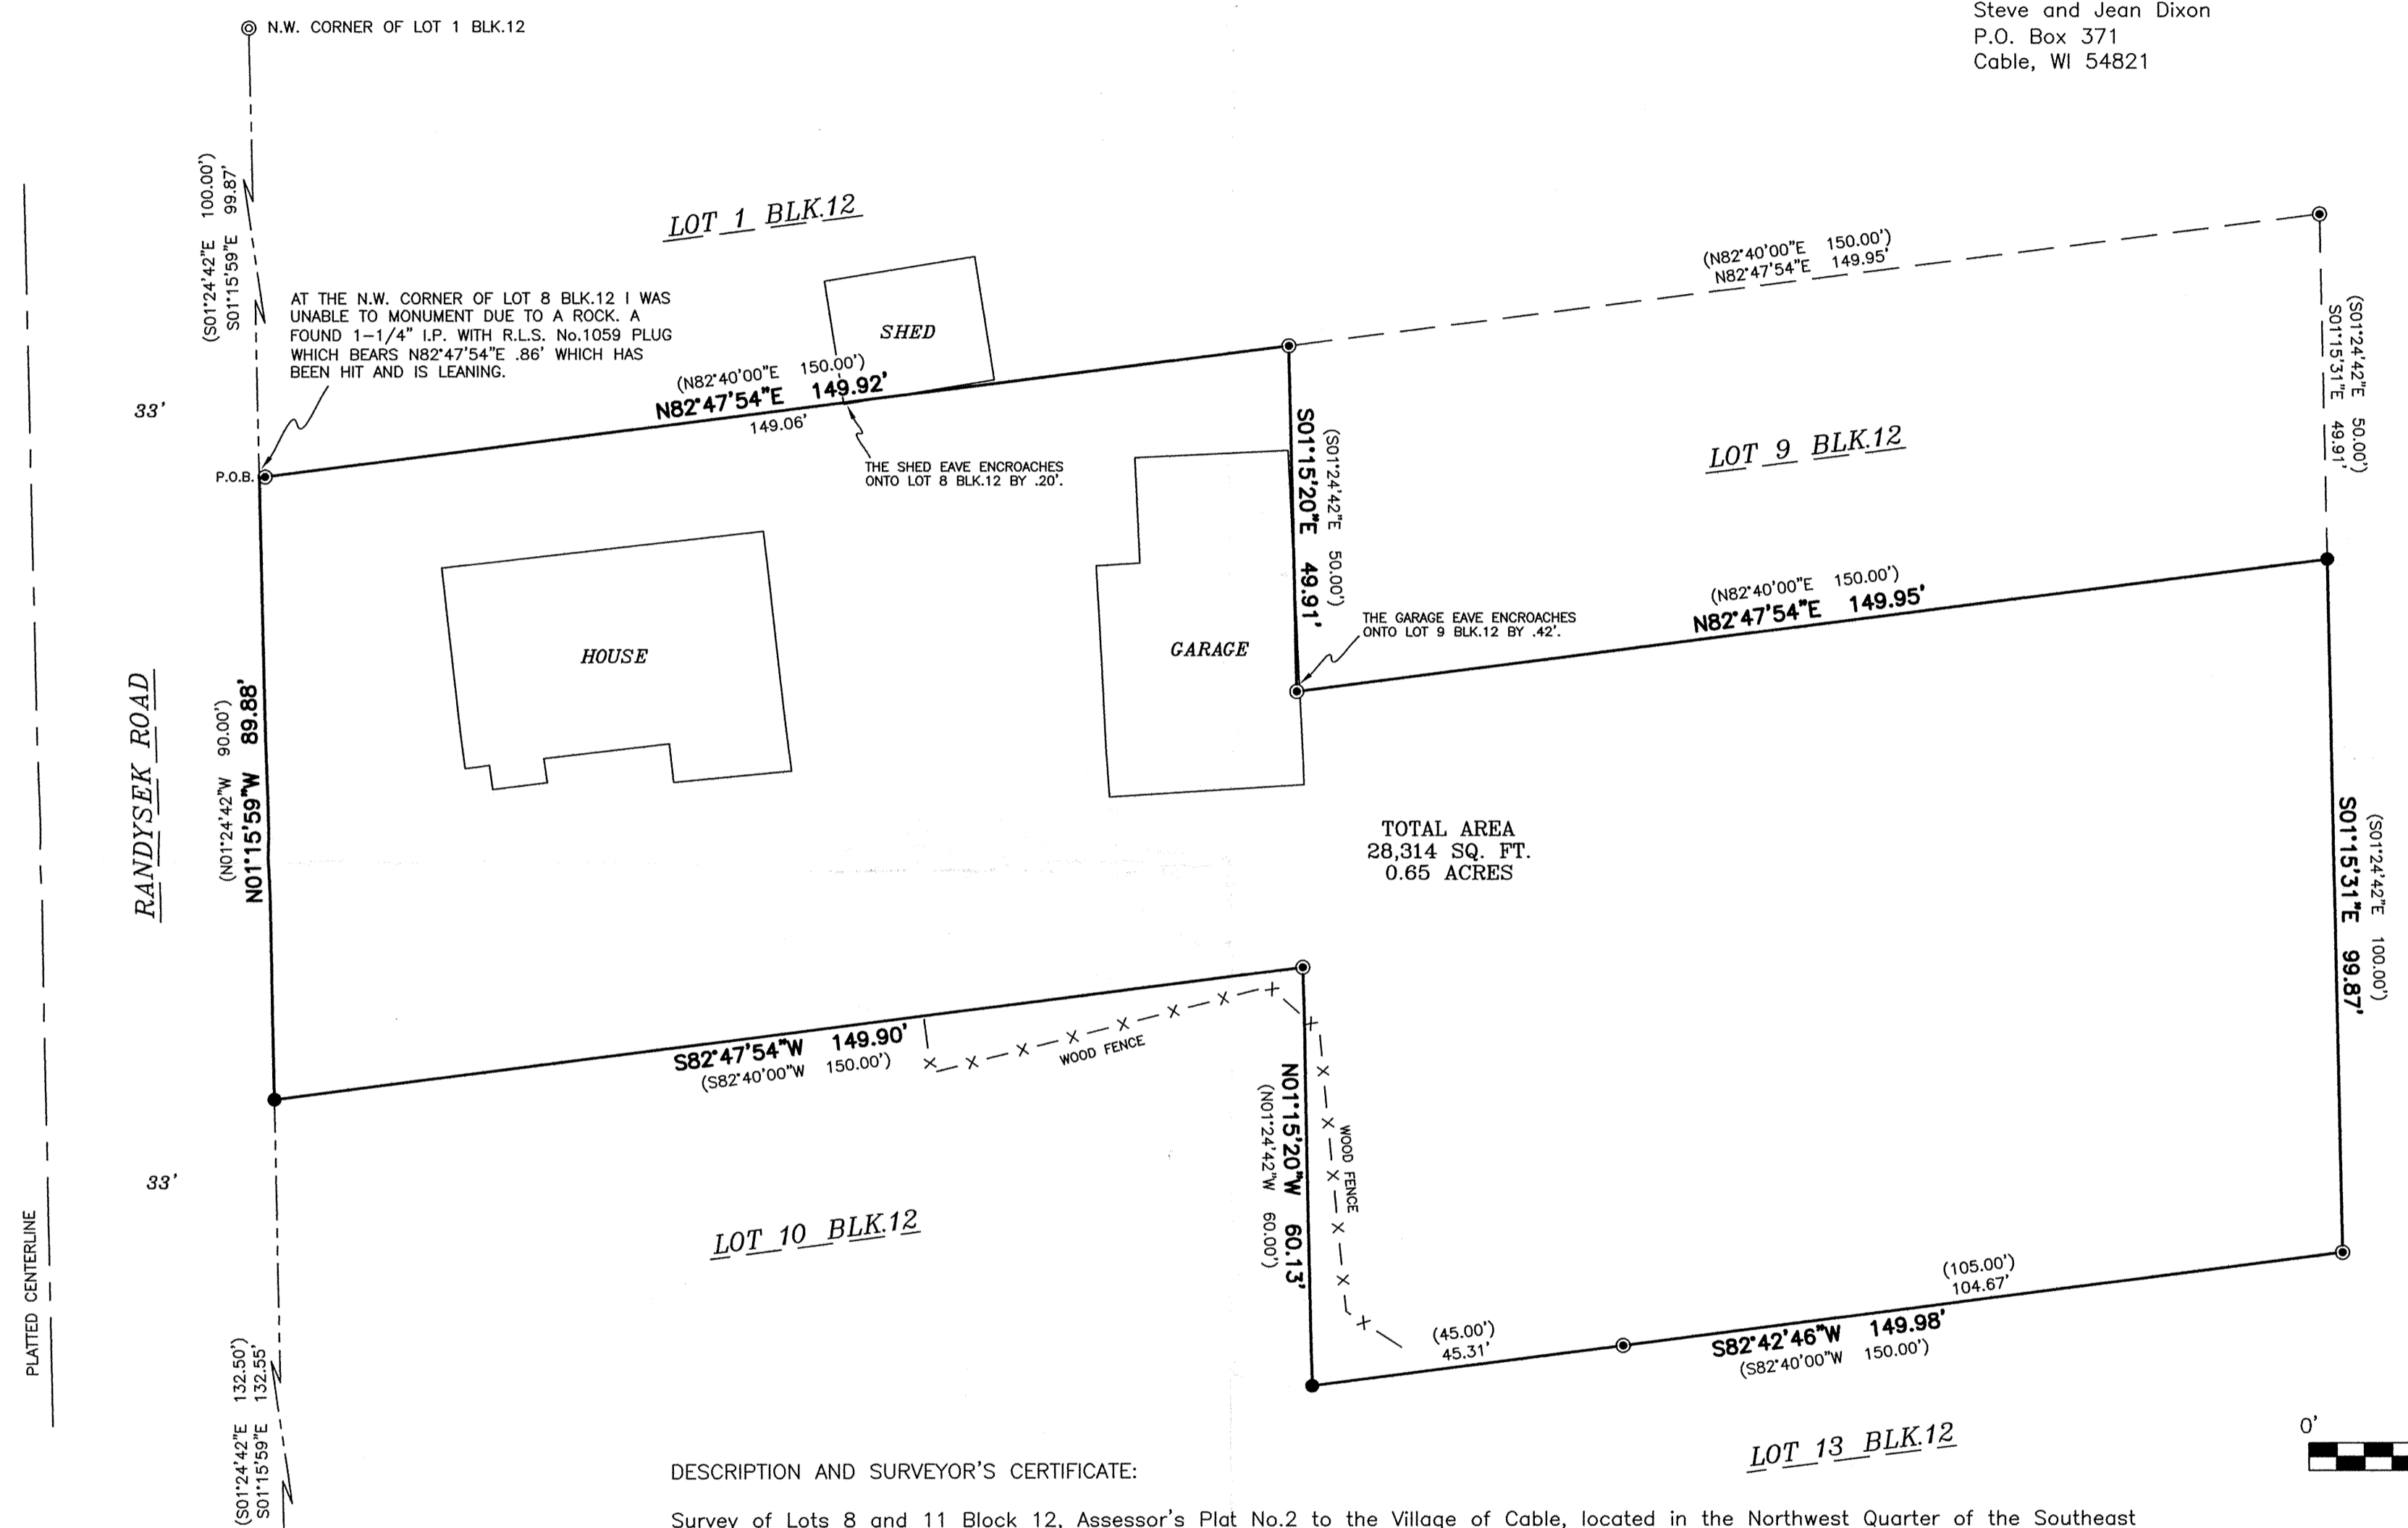 Steve and Jean Dixon
P.O. Box 371
Cable, WI 54821
N.W. CORNER OF LOT 1 BLK.12
(S01°24'42"E 100.00')
S01°15'59"E 99.87'
LOT 1 BLK.12
AT THE N.W. CORNER OF LOT 8 BLK.12 I WAS
UNABLE TO MONUMENT DUE TO A ROCK. A
FOUND 1-1/4" I.P. WITH R.L.S. No.1059 PLUG
WHICH BEARS N82°47'54"E .86' WHICH HAS
BEEN HIT AND IS LEANING.
SHED
(N82°40'00"E 150.00')
N82°47'54"E 149.92'
149.06'
(N82°40'00"E 150.00')
N82°47'54"E 149.95'
(S01°24'42"E 50.00')
S01°15'31"E 49.91'
33'
P.O.B.
THE SHED EAVE ENCROACHES
ONTO LOT 8 BLK.12 BY .20'.
(S01°24'42"E 50.00')
S01°15'20"E 49.91'
LOT 9 BLK.12
(N82°40'00"E 150.00')
N82°47'54"E 149.95'
THE GARAGE EAVE ENCROACHES
ONTO LOT 9 BLK.12 BY .42'.
HOUSE
GARAGE
RANDYSEK ROAD
(N01°24'42"W 90.00')
N01°15'59"W 89.88'
TOTAL AREA
28,314 SQ. FT.
0.65 ACRES
(S01°24'42"E 100.00')
S01°15'31"E 99.87'
S82°47'54"W 149.90'
(S82°40'00"W 150.00')
WOOD FENCE
N01°15'20"W 60.13'
(N01°24'42"W 60.00')
WOOD FENCE
33'
PLATTED CENTERLINE
LOT 10 BLK.12
(105.00')
104.67'
(45.00')
45.31'
S82°42'46"W 149.98'
(S82°40'00"W 150.00')
(S01°24'42"E 132.50')
S01°15'59"E 132.55'
LOT 13 BLK.12
0'
DESCRIPTION AND SURVEYOR'S CERTIFICATE:
Survey of Lots 8 and 11 Block 12, Assessor's Plat No.2 to the Village of Cable, located in the Northwest Quarter of the Southeast